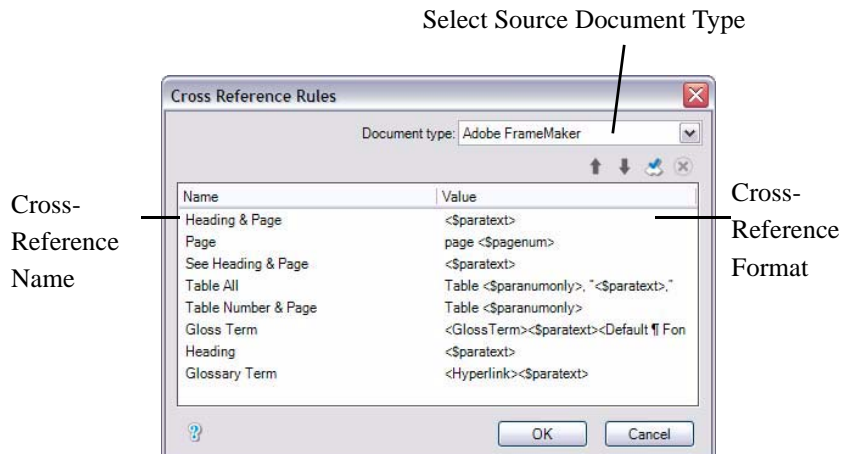 Select Source Document Type
Cross Reference Rules
Document type: Adobe FrameMaker
Cross-
Reference
Name
Name Value
Heading & Page <$paratext>
Page page <$pagenum>
See Heading & Page <$paratext>
Table All Table <$paranumonly>, "<$paratext>,"
Table Number & Page Table <$paranumonly>
Gloss Term <GlossTerm><$paratext><Default ¶ Fon
Heading <$paratext>
Glossary Term <Hyperlink><$paratext>
Cross-
Reference
Format
? OK Cancel